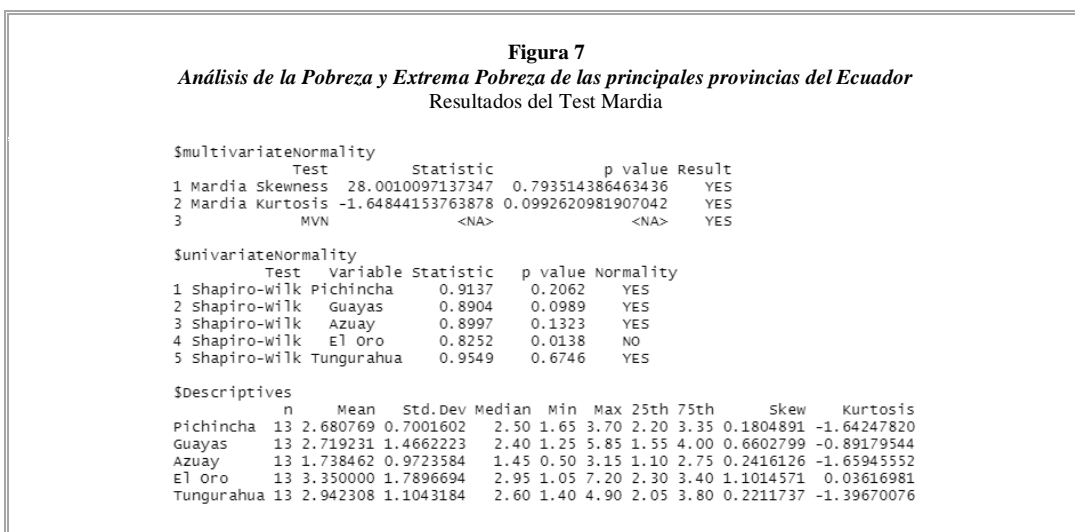 Figura 7
Análisis de la Pobreza y Extrema Pobreza de las principales provincias del Ecuador
Resultados del Test Mardia
$multivariateNormality
Test Statistic p value Result
1 Mardia Skewness 28.0010097137347 0.793514386463436 YES
2 Mardia Kurtosis -1.64844153763878 0.0992620981907042 YES
3 MVN <NA> <NA> YES
$univariateNormality
Test Variable Statistic p value Normality
1 Shapiro-Wilk Pichincha 0.9137 0.2062 YES
2 Shapiro-Wilk Guayas 0.8904 0.0989 YES
3 Shapiro-Wilk Azuay 0.8997 0.1323 YES
4 Shapiro-Wilk El Oro 0.8252 0.0138 NO
5 Shapiro-Wilk Tungurahua 0.9549 0.6746 YES
$Descriptives
n Mean Std.Dev Median Min Max 25th 75th Skew Kurtosis
Pichincha 13 2.680769 0.7001602 2.50 1.65 3.70 2.20 3.35 0.1804891 -1.64247820
Guayas 13 2.719231 1.4662223 2.40 1.25 5.85 1.55 4.00 0.6602799 -0.89179544
Azuay 13 1.738462 0.9723584 1.45 0.50 3.15 1.10 2.75 0.2416126 -1.65945552
El Oro 13 3.350000 1.7896694 2.95 1.05 7.20 2.30 3.40 1.1014571 0.03616981
Tungurahua 13 2.942308 1.1043184 2.60 1.40 4.90 2.05 3.80 0.2211737 -1.39670076